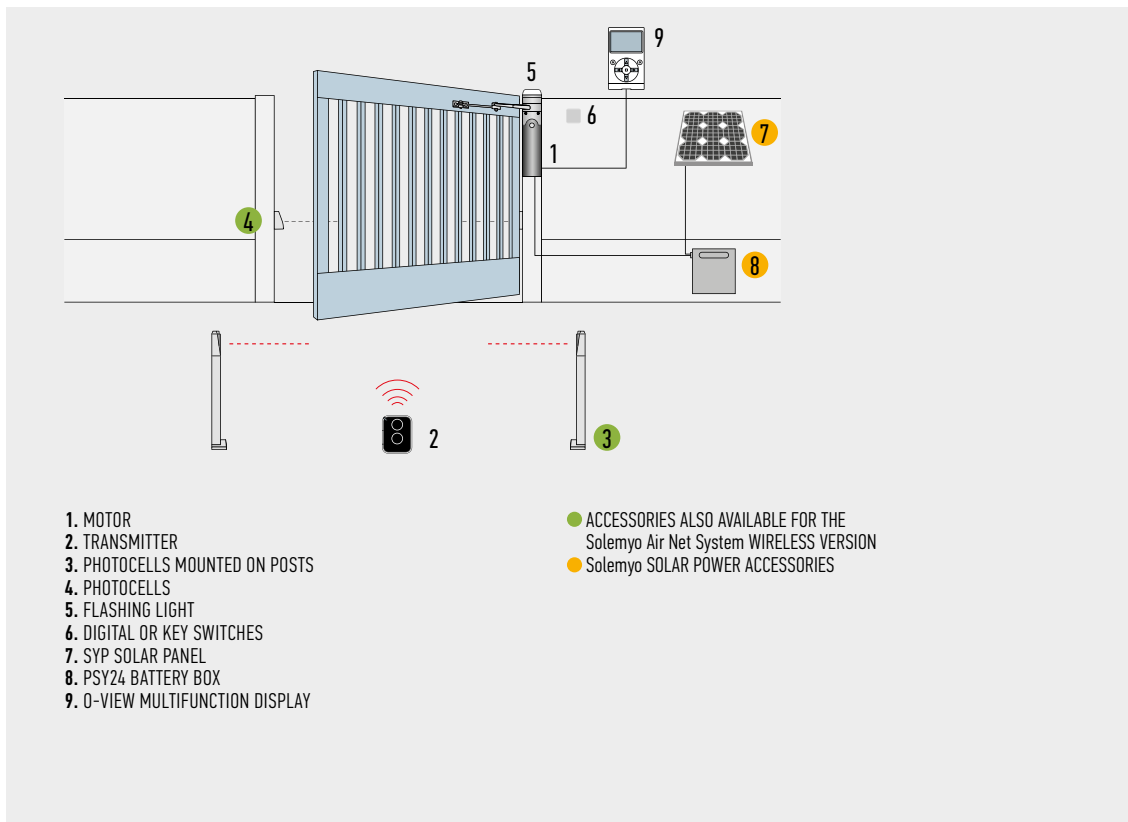 9
5
6
7
1
4
8
2
3
1. MOTOR
2. TRANSMITTER
3. PHOTOCELLS MOUNTED ON POSTS
4. PHOTOCELLS
5. FLASHING LIGHT
6. DIGITAL OR KEY SWITCHES
7. SYP SOLAR PANEL
8. PSY24 BATTERY BOX
9. O-VIEW MULTIFUNCTION DISPLAY
ACCESSORIES ALSO AVAILABLE FOR THE
Solemyo Air Net System WIRELESS VERSION
Solemyo SOLAR POWER ACCESSORIES